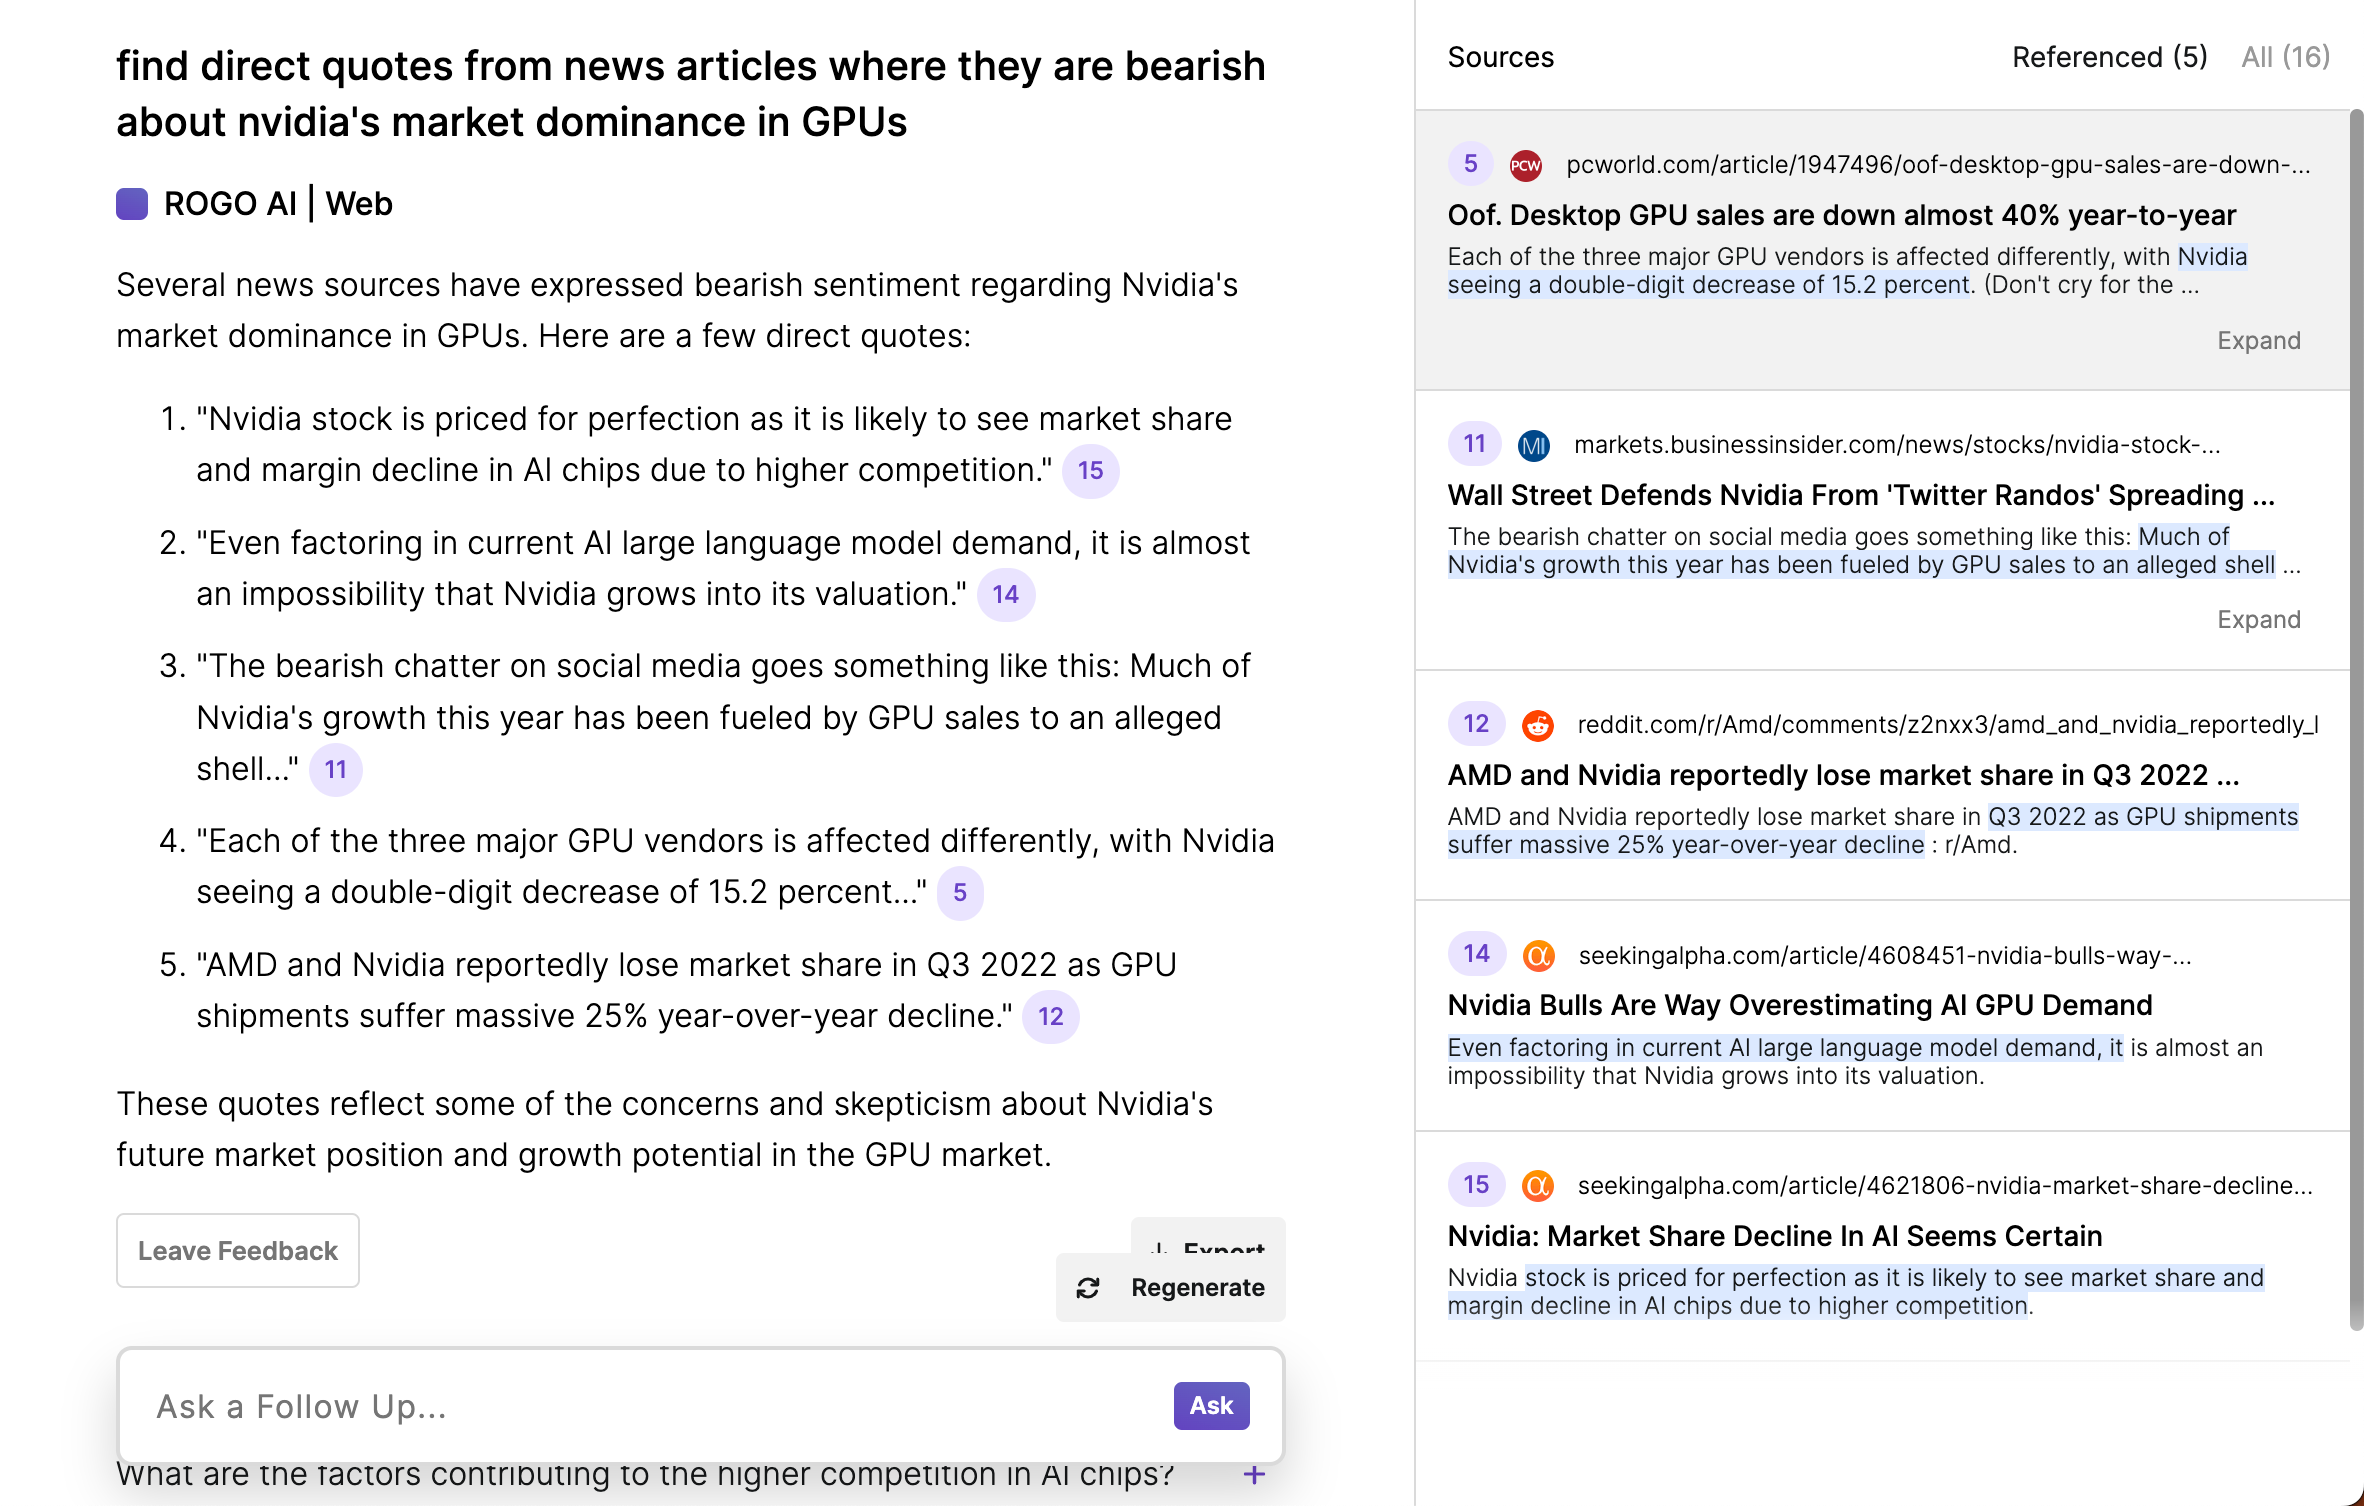 find direct quotes from news articles where they are bearish
about nvidia's market dominance in GPUs
ROGO AI | Web
Several news sources have expressed bearish sentiment regarding Nvidia's
market dominance in GPUs. Here are a few direct quotes:
1. "Nvidia stock is priced for perfection as it is likely to see market share
and margin decline in AI chips due to higher competition." 15
2. "Even factoring in current AI large language model demand, it is almost
an impossibility that Nvidia grows into its valuation." 14
3. "The bearish chatter on social media goes something like this: Much of
Nvidia's growth this year has been fueled by GPU sales to an alleged
shell..." 11
4. "Each of the three major GPU vendors is affected differently, with Nvidia
seeing a double-digit decrease of 15.2 percent..." 5
5. "AMD and Nvidia reportedly lose market share in Q3 2022 as GPU
shipments suffer massive 25% year-over-year decline." 12
These quotes reflect some of the concerns and skepticism about Nvidia's
future market position and growth potential in the GPU market.
Leave Feedback
Export
Regenerate
Ask a Follow Up...
Ask
What are the factors contributing to the higher competition in AI chips? +
Sources
Referenced (5) All (16)
5 PCW pcworld.com/article/1947496/oof-desktop-gpu-sales-are-down-...
Oof. Desktop GPU sales are down almost 40% year-to-year
Each of the three major GPU vendors is affected differently, with Nvidia
seeing a double-digit decrease of 15.2 percent. (Don't cry for the ...
Expand
11 MI markets.businessinsider.com/news/stocks/nvidia-stock-...
Wall Street Defends Nvidia From 'Twitter Randos' Spreading ...
The bearish chatter on social media goes something like this: Much of
Nvidia's growth this year has been fueled by GPU sales to an alleged shell ...
Expand
12 reddit.com/r/Amd/comments/z2nxx3/amd_and_nvidia_reportedly_l
AMD and Nvidia reportedly lose market share in Q3 2022 ...
AMD and Nvidia reportedly lose market share in Q3 2022 as GPU shipments
suffer massive 25% year-over-year decline : r/Amd.
14 α seekingalpha.com/article/4608451-nvidia-bulls-way-...
Nvidia Bulls Are Way Overestimating AI GPU Demand
Even factoring in current AI large language model demand, it is almost an
impossibility that Nvidia grows into its valuation.
15 α seekingalpha.com/article/4621806-nvidia-market-share-decline...
Nvidia: Market Share Decline In AI Seems Certain
Nvidia stock is priced for perfection as it is likely to see market share and
margin decline in AI chips due to higher competition.